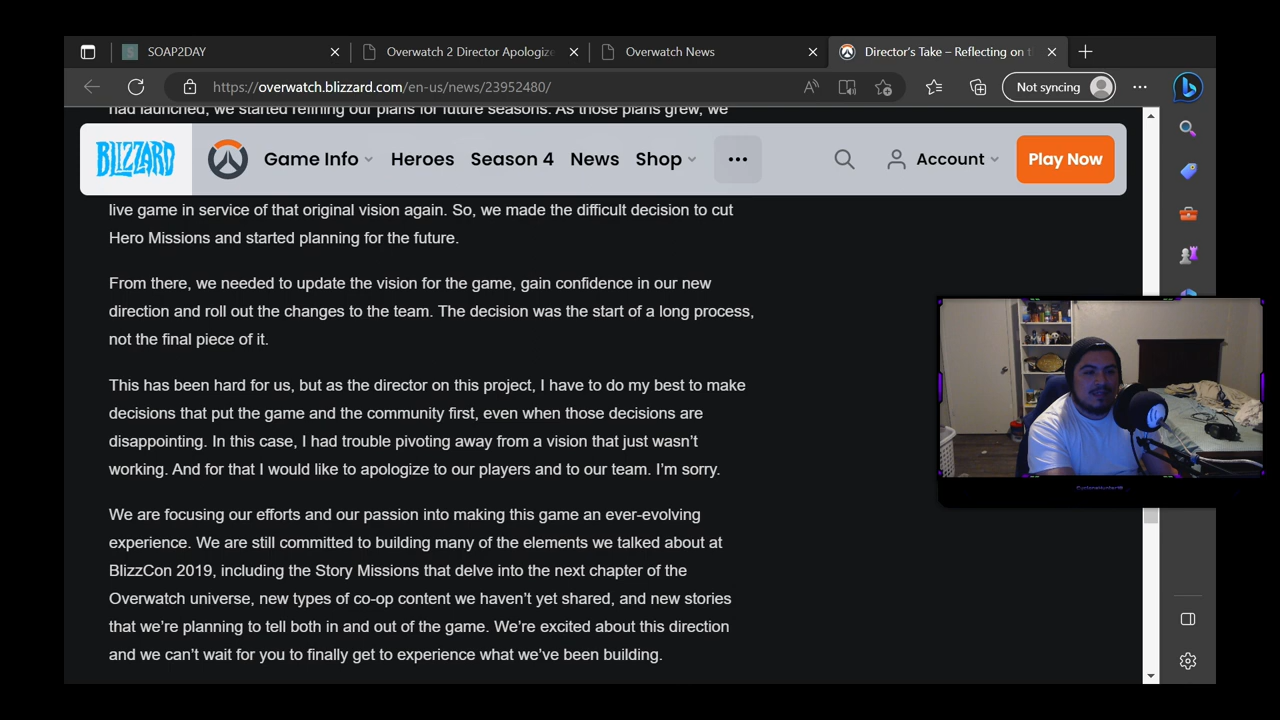 SOAP2DAY
Overwatch 2 Director Apologize
Overwatch News
Director's Take – Reflecting on t
https://overwatch.blizzard.com/en-us/news/23952480/
Not syncing
had launched, we started refining our plans for future seasons. As those plans grew, we
BLIZZARD
Game Info
Heroes
Season 4
News
Shop
Account
Play Now
live game in service of that original vision again. So, we made the difficult decision to cut
Hero Missions and started planning for the future.
From there, we needed to update the vision for the game, gain confidence in our new
direction and roll out the changes to the team. The decision was the start of a long process,
not the final piece of it.
This has been hard for us, but as the director on this project, I have to do my best to make
decisions that put the game and the community first, even when those decisions are
disappointing. In this case, I had trouble pivoting away from a vision that just wasn't
working. And for that I would like to apologize to our players and to our team. I'm sorry.
We are focusing our efforts and our passion into making this game an ever-evolving
experience. We are still committed to building many of the elements we talked about at
BlizzCon 2019, including the Story Missions that delve into the next chapter of the
Overwatch universe, new types of co-op content we haven't yet shared, and new stories
that we're planning to tell both in and out of the game. We're excited about this direction
and we can't wait for you to finally get to experience what we've been building.